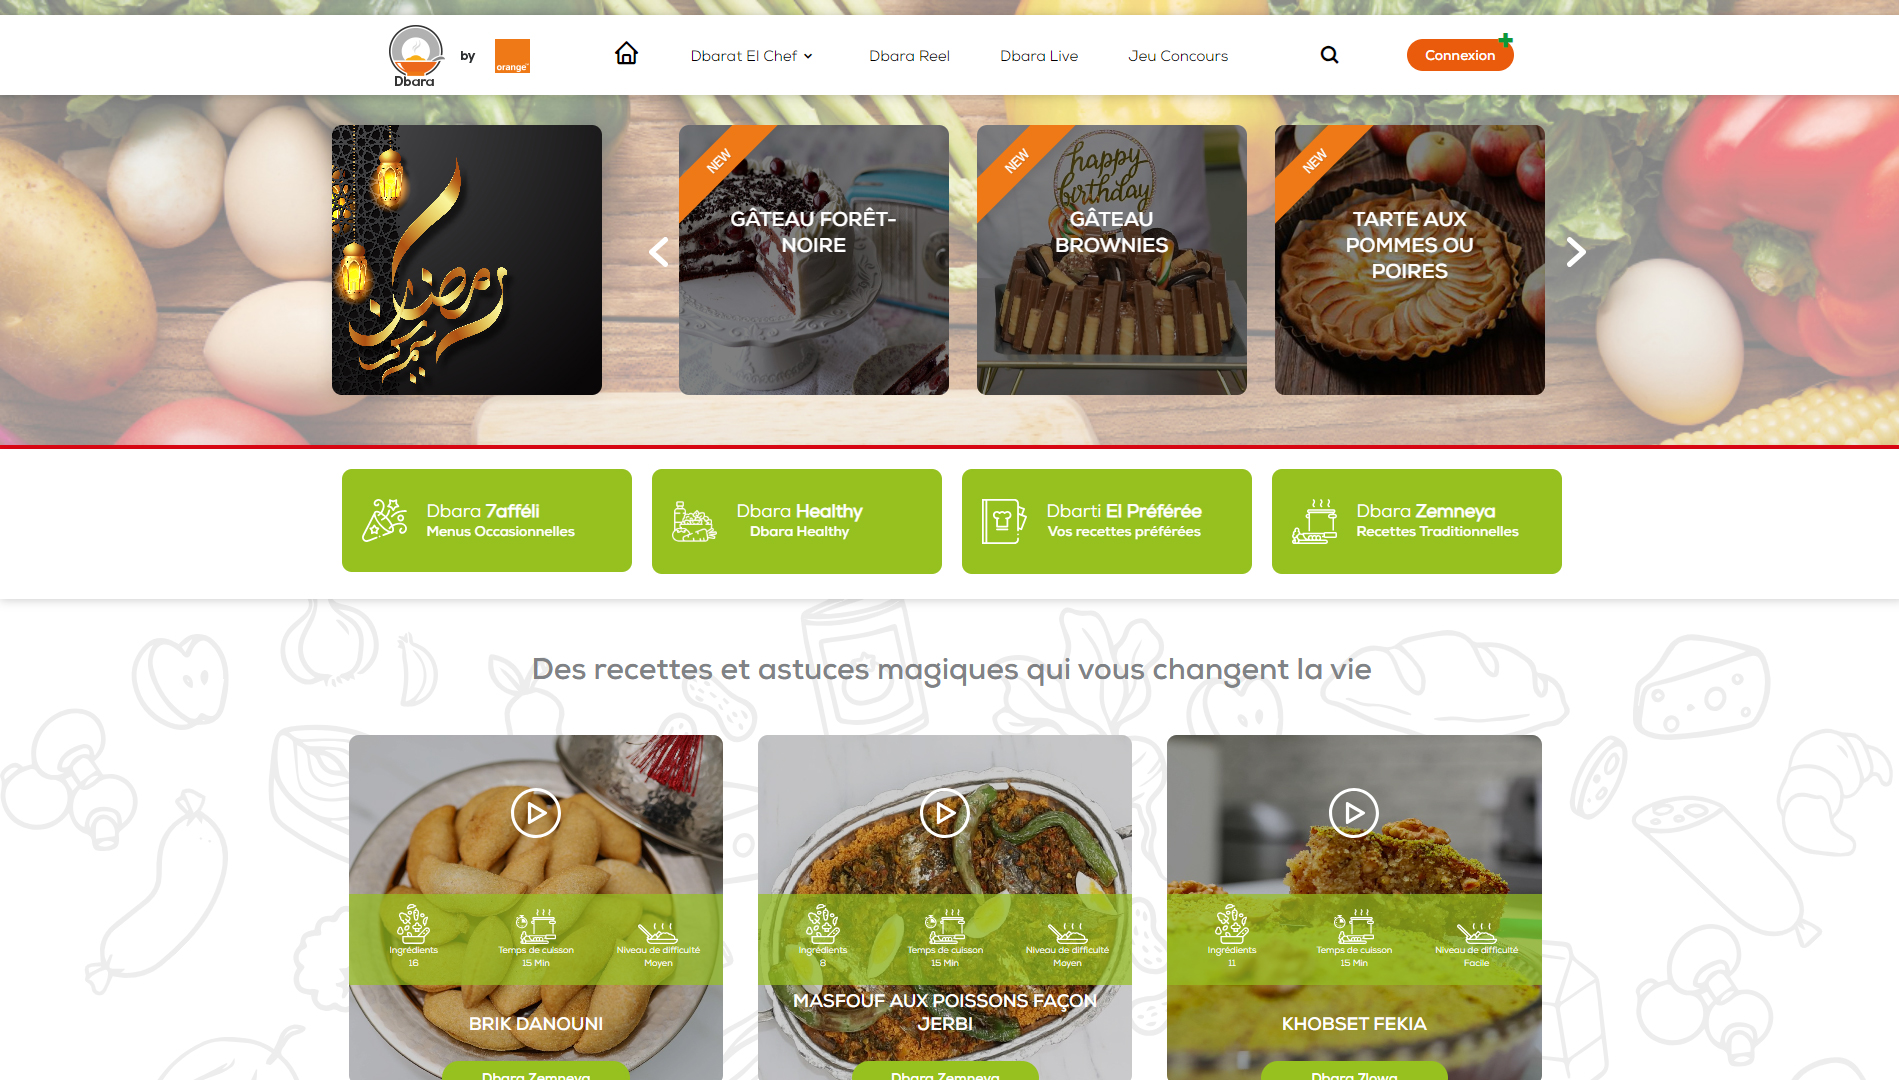 Dbara
by
orange
Dbarat El Chef
Dbara Reel
Dbara Live
Jeu Concours
Connexion
رمضان
كريم
NEW
GÂTEAU FORÊT-
NOIRE
NEW
happy
birthday
GÂTEAU
BROWNIES
NEW
TARTE AUX
POMMES OU
POIRES
Dbara 7afféli
Menus Occasionnelles
Dbara Healthy
Dbara Healthy
Dbarti El Préférée
Vos recettes préférées
Dbara Zemneya
Recettes Traditionnelles
Des recettes et astuces magiques qui vous changent la vie
Ingrédients
16
Temps de cuisson
15 Min
Niveau de difficulté
Moyen
BRIK DANOUNI
Dbara Zemneya
Ingrédients
8
Temps de cuisson
15 Min
Niveau de difficulté
Moyen
MASFOUF AUX POISSONS FAÇON
JERBI
Dbara Zemneya
Ingrédients
11
Temps de cuisson
15 Min
Niveau de difficulté
Facile
KHOBSET FEKIA
Dbara 7lowa